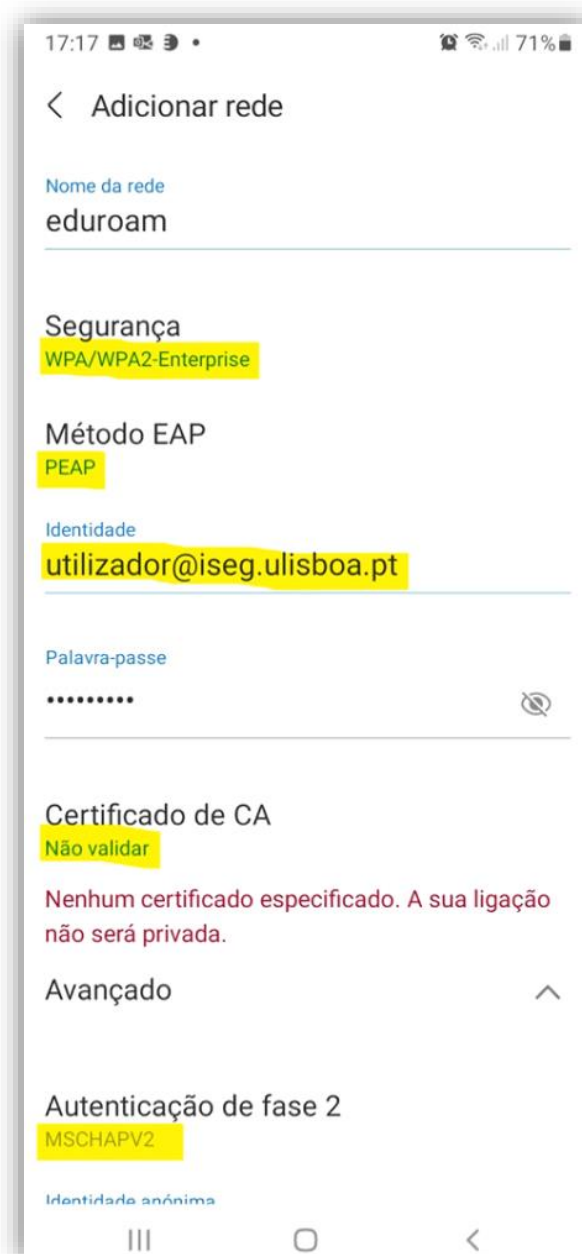 17:17
71%
Adicionar rede
Nome da rede
eduroam
Segurança
WPA/WPA2-Enterprise
Método EAP
PEAP
Identidade
utilizador@iseg.ulisboa.pt
Palavra-passe
•••••••••
Certificado de CA
Não validar
Nenhum certificado especificado. A sua ligação
não será privada.
Avançado
Autenticação de fase 2
MSCHAPV2
Identidade anónima